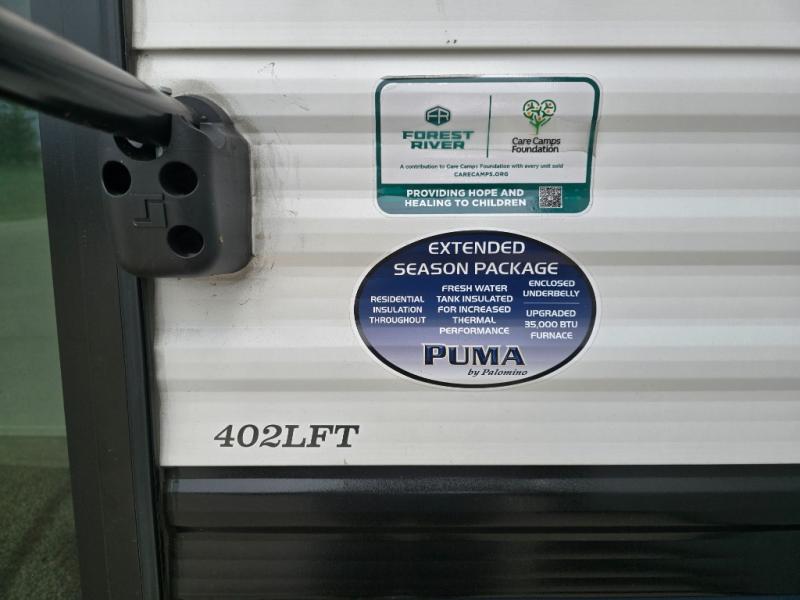 FOREST RIVER
Care Camps Foundation
A contribution to Care Camps Foundation with every unit sold
CARECAMPS.ORG
PROVIDING HOPE AND
HEALING TO CHILDREN
EXTENDED
SEASON PACKAGE
RESIDENTIAL
INSULATION
THROUGHOUT
FRESH WATER
TANK INSULATED
FOR INCREASED
THERMAL
PERFORMANCE
ENCLOSED
UNDERBELLY
UPGRADED
35,000 BTU
FURNACE
PUMA
by Palomino
402LFT